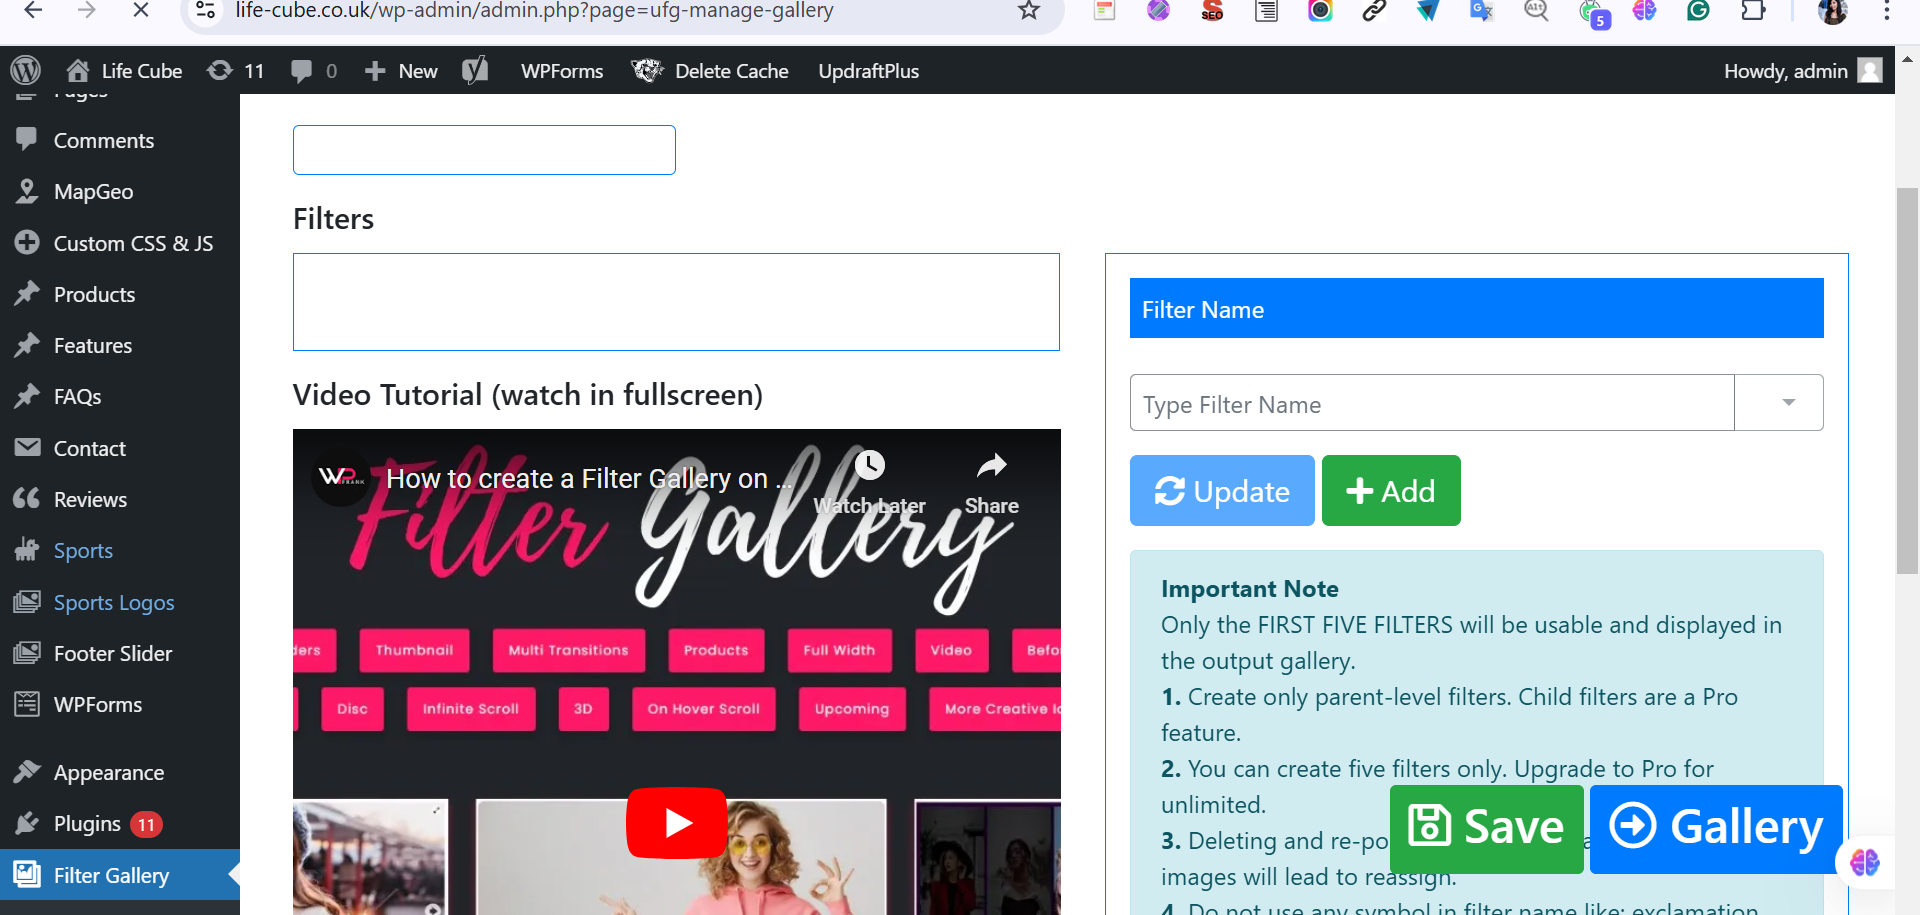 life-cube.co.uk/wp-admin/admin.php?page=ufg-manage-gallery
SEO
Alt
5
Life Cube
11
0
New
WPForms
Delete Cache
UpdraftPlus
Howdy, admin
Pages
Comments
MapGeo
Custom CSS & JS
Products
Features
FAQs
Contact
Reviews
Sports
Sports Logos
Footer Slider
WPForms
Appearance
Plugins 11
Filter Gallery
Filters
Video Tutorial (watch in fullscreen)
How to create a Filter Gallery on ...
Watch Later
Share
Filter Gallery
Thumbnail
Multi Transitions
Products
Full Width
Video
Disc
Infinite Scroll
3D
On Hover Scroll
Upcoming
More Creative
Filter Name
Type Filter Name
Update
Add
Important Note
Only the FIRST FIVE FILTERS will be usable and displayed in
the output gallery.
1. Create only parent-level filters. Child filters are a Pro
feature.
2. You can create five filters only. Upgrade to Pro for
unlimited.
3. Deleting and re-po
images will lead to reassign.
4. Do not use any symbol in filter name like: exclamation
Save
Gallery